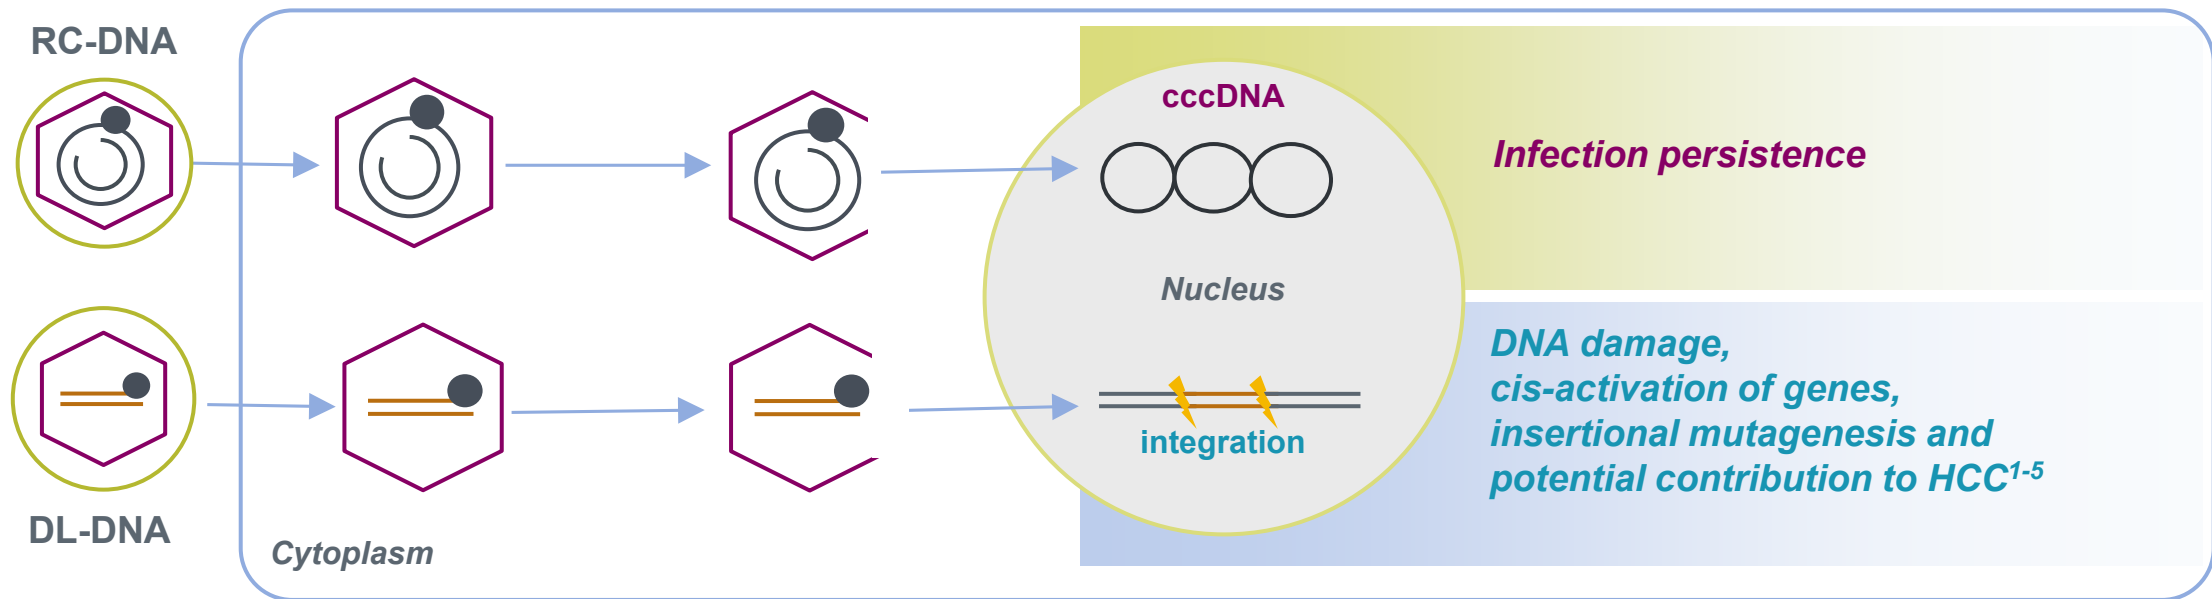 RC-DNA
cccDNA
Infection persistence
Nucleus
DNA damage,
cis-activation of genes,
insertional mutagenesis and
potential contribution to HCC1-5
integration
DL-DNA
Cytoplasm